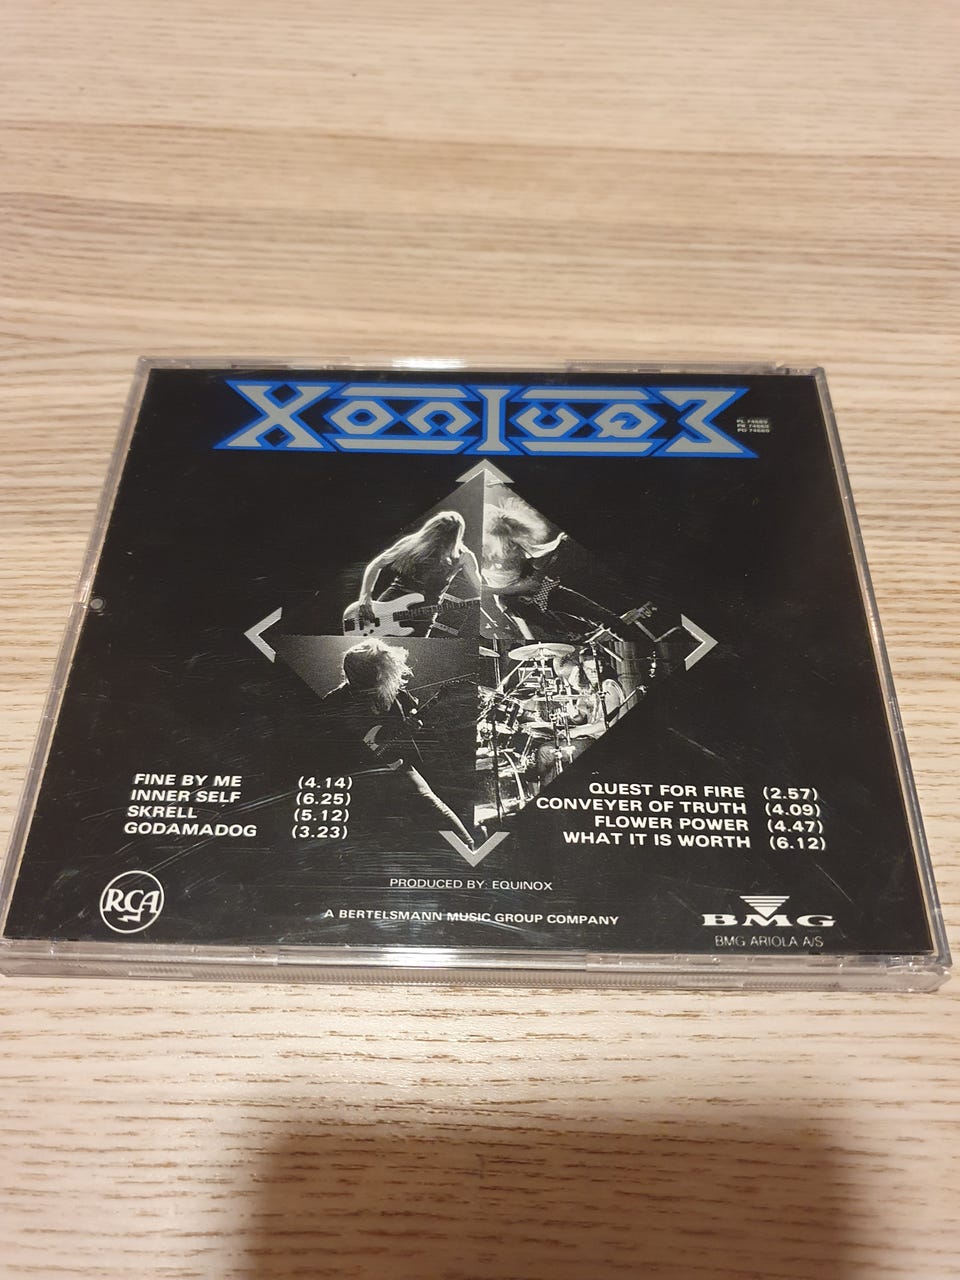 EQUINOX
FINE BY ME (4.14)
INNER SELF (6.25)
SKRELL (5.12)
GODAMADOG (3.23)
QUEST FOR FIRE (2.57)
CONVEYER OF TRUTH (4.09)
FLOWER POWER (4.47)
WHAT IT IS WORTH (6.12)
PRODUCED BY: EQUINOX
RCA
A BERTELSMANN MUSIC GROUP COMPANY
BMG
BMG ARIOLA A/S